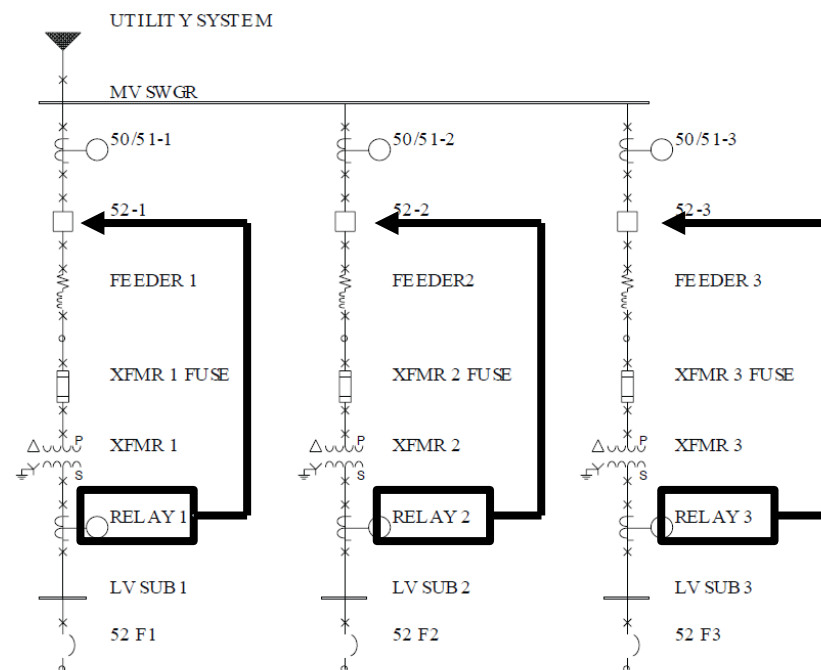 UTILITY SYSTEM
MV SWGR
50/51-1 50/51-2 50/51-3
52-1 52-2 52-3
FEEDER 1 FEEDER2 FEEDER 3
XFMR 1 FUSE XFMR 2 FUSE XFMR 3 FUSE
P P P
XFMR 1 XFMR 2 XFMR 3
S S S
RELAY 1 RELAY 2 RELAY 3
LV SUB 1 LV SUB 2 LV SUB 3
52 F1 52 F2 52 F3